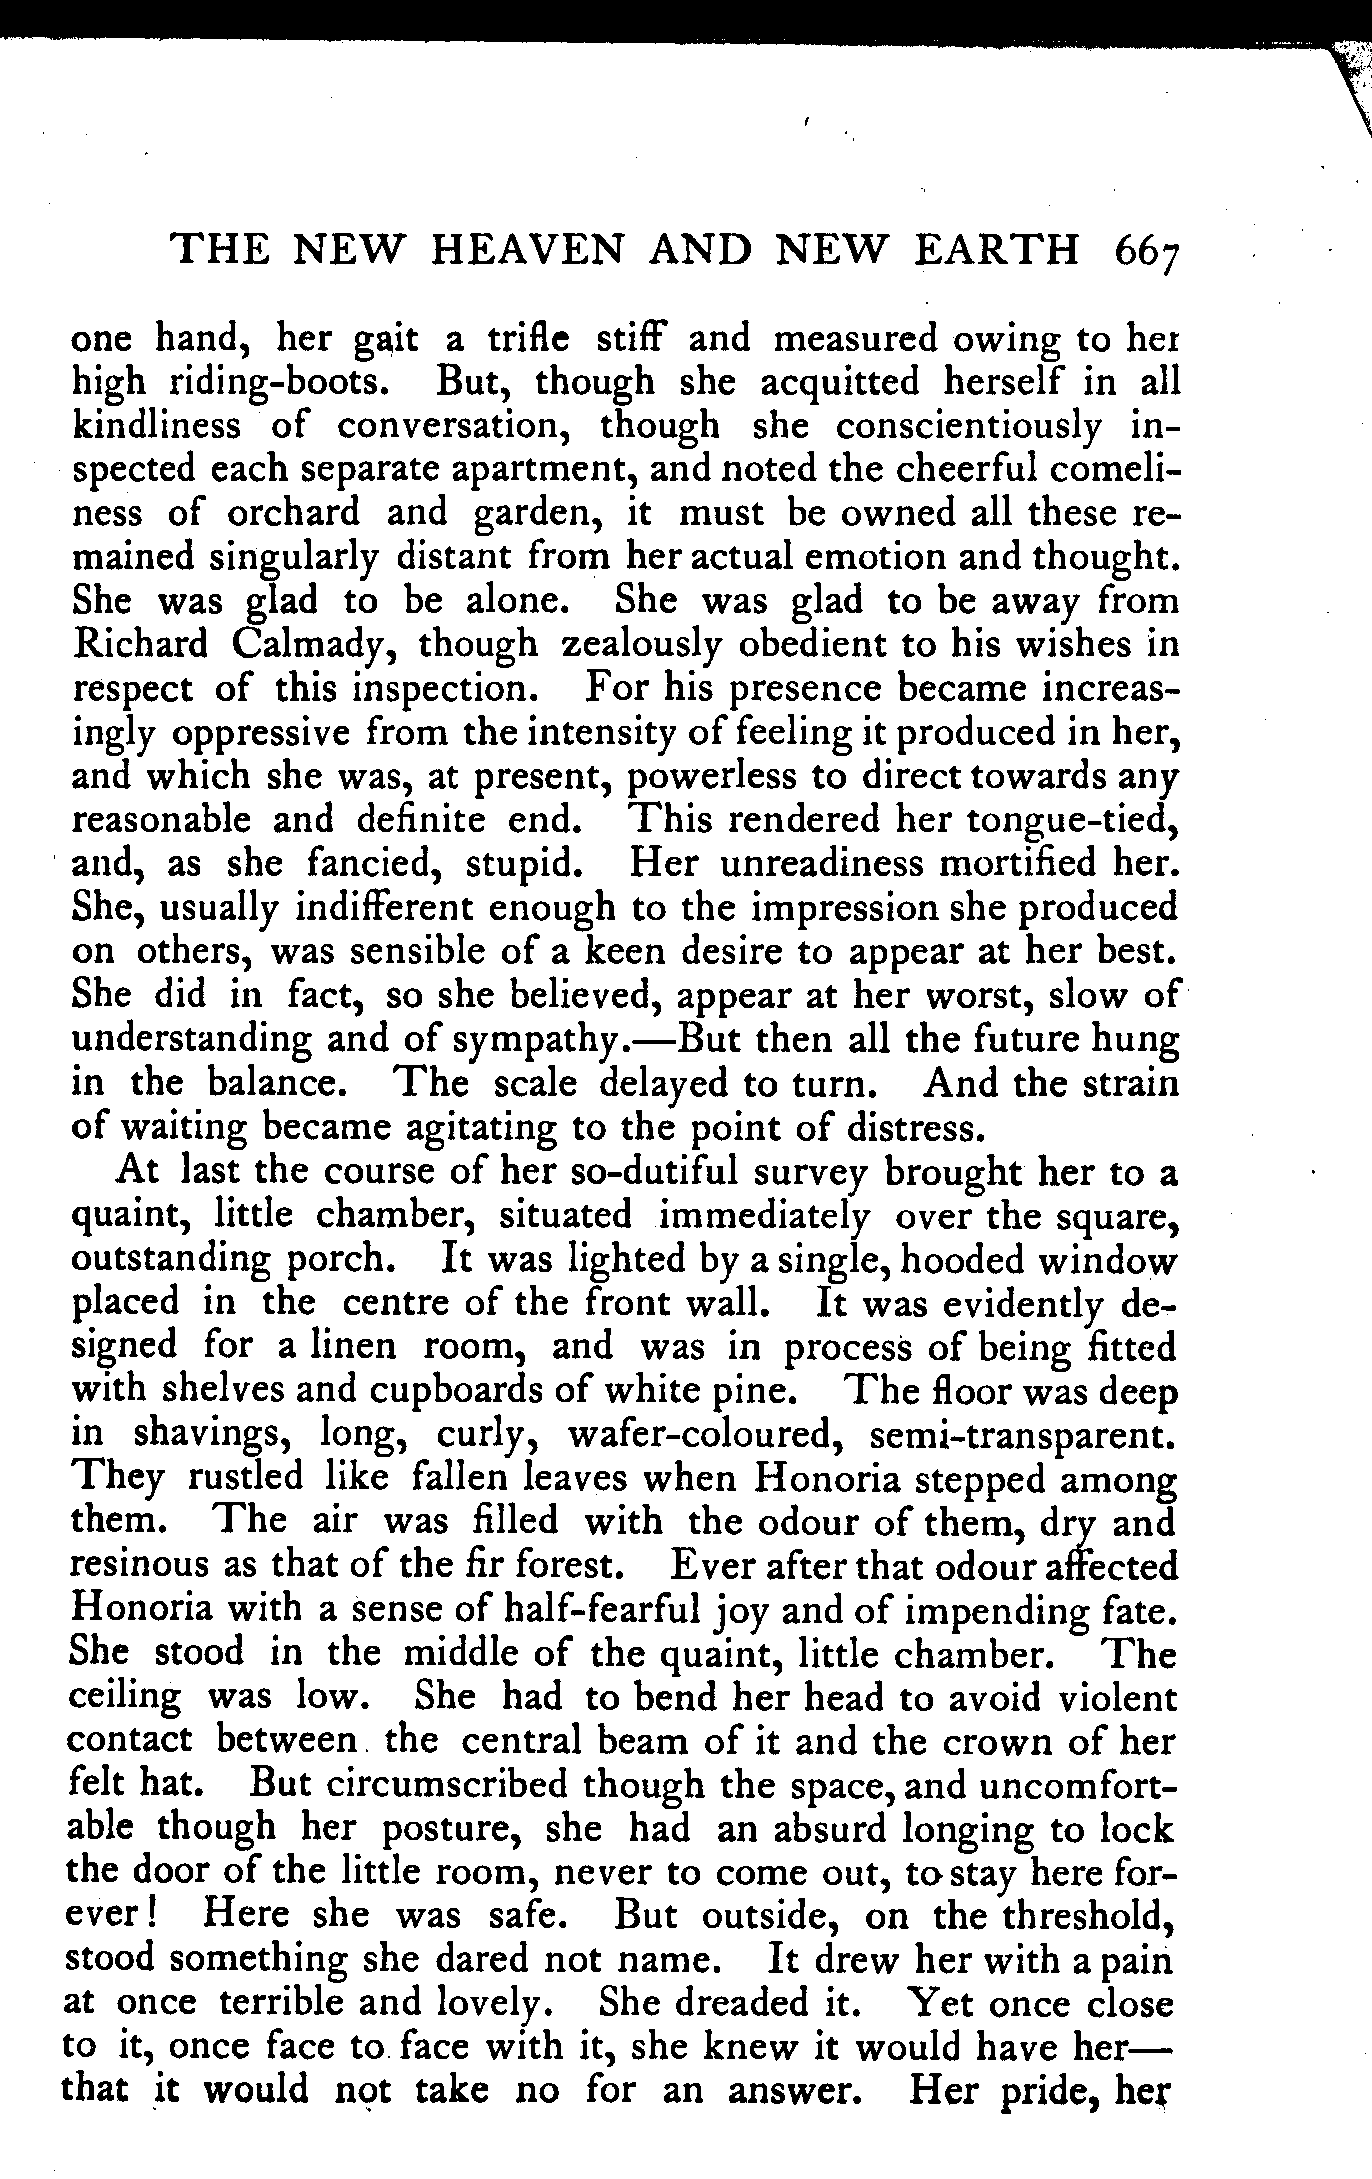 THE NEW HEAVEN AND NEW EARTH 667
one hand, her gait a trifle stiff and measured owing to her
high riding-boots. But, though she acquitted herself in all
kindliness of conversation, though she conscientiously in-
spected each separate apartment, and noted the cheerful comeli-
ness of orchard and garden, it must be owned all these re-
mained singularly distant from her actual emotion and thought.
She was glad to be alone. She was glad to be away from
Richard Calmady, though zealously obedient to his wishes in
respect of this inspection. For his presence became increas-
ingly oppressive from the intensity of feeling it produced in her,
and which she was, at present, powerless to direct towards any
reasonable and definite end. This rendered her tongue-tied,
and, as she fancied, stupid. Her unreadiness mortified her.
She, usually indifferent enough to the impression she produced
on others, was sensible of a keen desire to appear at her best.
She did in fact, so she believed, appear at her worst, slow of
understanding and of sympathy.—But then all the future hung
in the balance. The scale delayed to turn. And the strain
of waiting became agitating to the point of distress.
At last the course of her so-dutiful survey brought her to a
quaint, little chamber, situated immediately over the square,
outstanding porch. It was lighted by a single, hooded window
placed in the centre of the front wall. It was evidently de-
signed for a linen room, and was in process of being fitted
with shelves and cupboards of white pine. The floor was deep
in shavings, long, curly, wafer-coloured, semi-transparent.
They rustled like fallen leaves when Honoria stepped among
them. The air was filled with the odour of them, dry and
resinous as that of the fir forest. Ever after that odour affected
Honoria with a sense of half-fearful joy and of impending fate.
She stood in the middle of the quaint, little chamber. The
ceiling was low. She had to bend her head to avoid violent
contact between the central beam of it and the crown of her
felt hat. But circumscribed though the space, and uncomfort-
able though her posture, she had an absurd longing to lock
the door of the little room, never to come out, to stay here for-
ever! Here she was safe. But outside, on the threshold,
stood something she dared not name. It drew her with a pain
at once terrible and lovely. She dreaded it. Yet once close
to it, once face to face with it, she knew it would have her—
that it would not take no for an answer. Her pride, her